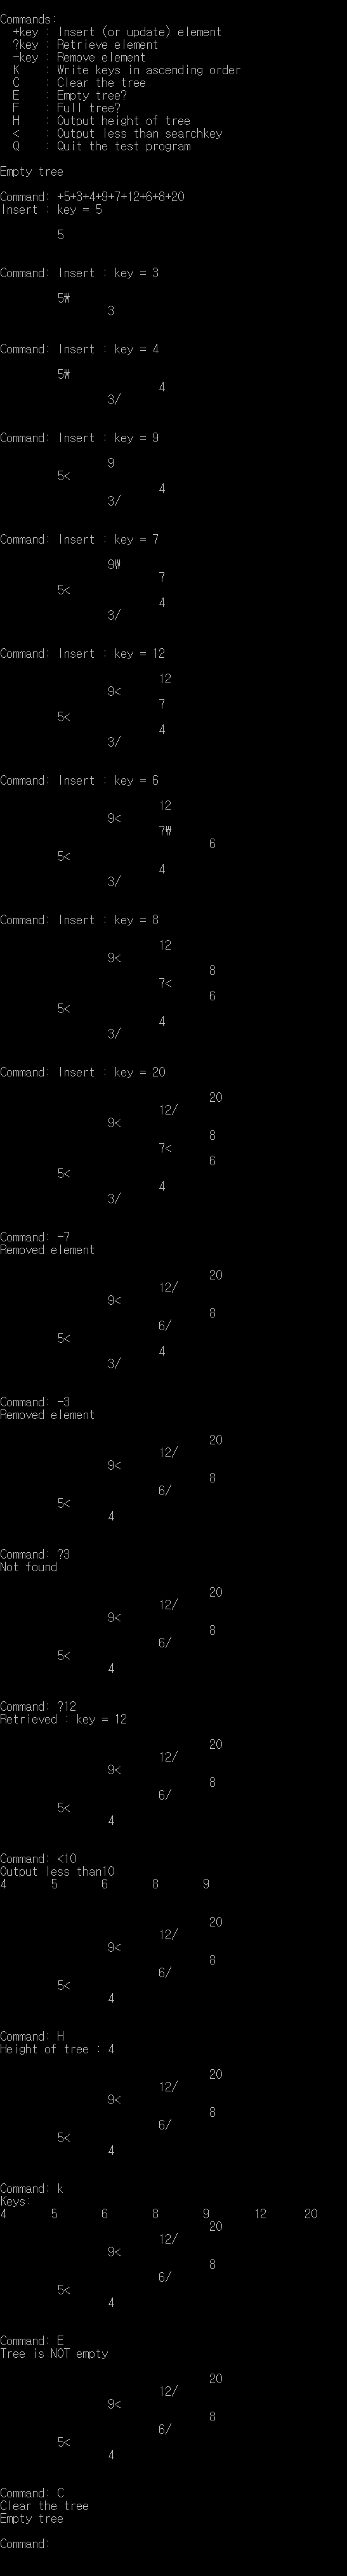 Commands:
  +key : Insert (or update) element
  ?key : Retrieve element
  -key : Remove element
  K    : Write keys in ascending order
  C    : Clear the tree
  E    : Empty tree?
  F    : Full tree?
  H    : Output height of tree
  <    : Output less than searchkey
  Q    : Quit the test program
Empty tree
Command: +5+3+4+9+7+12+6+8+20
Insert : key = 5
5
Command: Insert : key = 3
5₩
3
Command: Insert : key = 4
5₩
4
3/
Command: Insert : key = 9
9
5<
4
3/
Command: Insert : key = 7
9₩
7
5<
4
3/
Command: Insert : key = 12
12
9<
7
5<
4
3/
Command: Insert : key = 6
12
9<
7₩
6
5<
4
3/
Command: Insert : key = 8
12
9<
8
7<
6
5<
4
3/
Command: Insert : key = 20
20
12/
9<
8
7<
6
5<
4
3/
Command: -7
Removed element
20
12/
9<
8
6/
5<
4
3/
Command: -3
Removed element
20
12/
9<
8
6/
5<
4
Command: ?3
Not found
20
12/
9<
8
6/
5<
4
Command: ?12
Retrieved : key = 12
20
12/
9<
8
6/
5<
4
Command: <10
Output less than10
4       5       6       8       9
20
12/
9<
8
6/
5<
4
Command: H
Height of tree : 4
20
12/
9<
8
6/
5<
4
Command: k
Keys:
4       5       6       8       9       12      20
20
12/
9<
8
6/
5<
4
Command: E
Tree is NOT empty
20
12/
9<
8
6/
5<
4
Command: C
Clear the tree
Empty tree
Command: